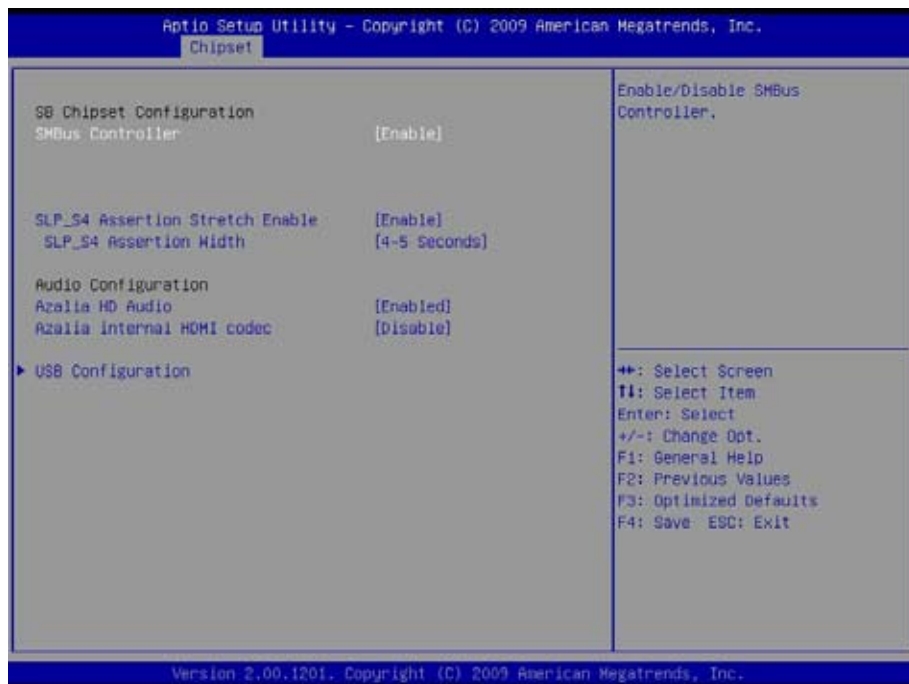 Aptio Setup Utility – Copyright (C) 2009 American Megatrends, Inc.
Chipset
SB Chipset Configuration
SMBus Controller [Enable]
SLP_S4 Assertion Stretch Enable [Enable]
SLP_S4 Assertion Width [4-5 Seconds]
Audio Configuration
Azalia HD Audio [Enabled]
Azalia internal HDMI codec [Disable]
► USB Configuration
Enable/Disable SMBus
Controller.
→←: Select Screen
↑↓: Select Item
Enter: Select
+/-: Change Opt.
F1: General Help
F2: Previous Values
F3: Optimized Defaults
F4: Save ESC: Exit
Version 2.00.1201. Copyright (C) 2009 American Megatrends, Inc.